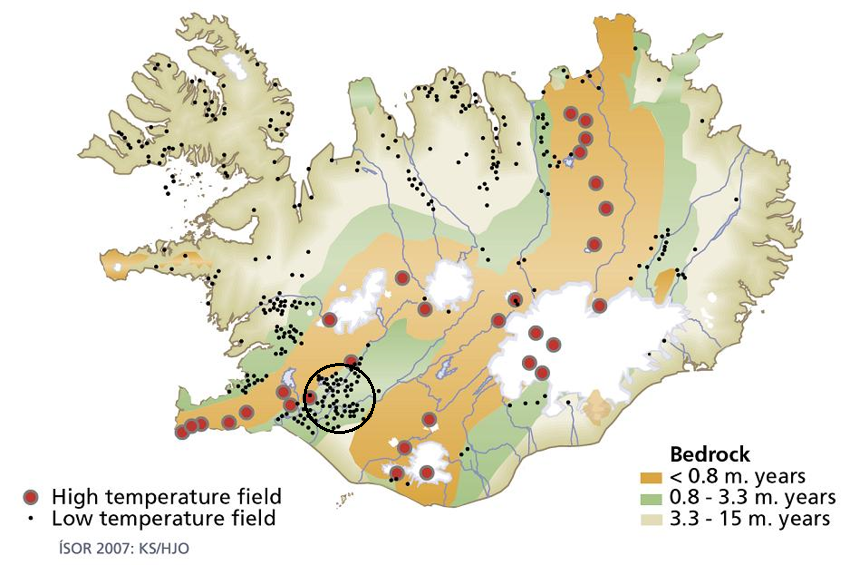 Bedrock
< 0.8 m. years
0.8 - 3.3 m. years
3.3 - 15 m. years
High temperature field
Low temperature field
ÍSOR 2007: KS/HJO